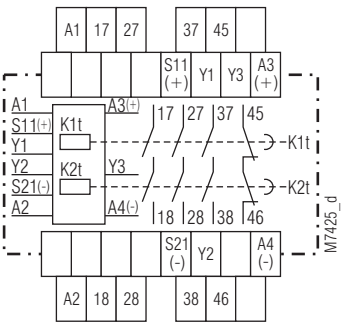 A1 17 27 37 45
S11 Y1 Y3 A3
(+) (+)
A1 A3(+) 17 27 37 45
S11(+) K1t
Y1 K1t
Y2 K2t Y3
S21(-) K2t
A2 A4(-) 18 28 38 46
S21 Y2 A4
(-) (-)
A2 18 28 38 46
M7425_d